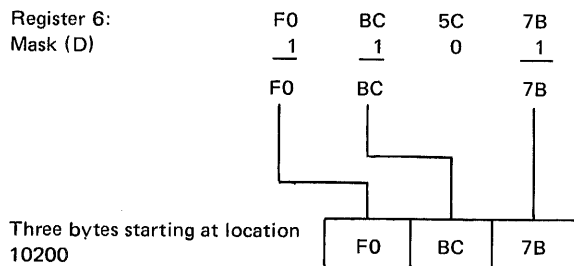 Register 6: F0 BC 5C 7B
Mask (D) 1 1 0 1
F0 BC 7B
Three bytes starting at location
10200 F0 BC 7B